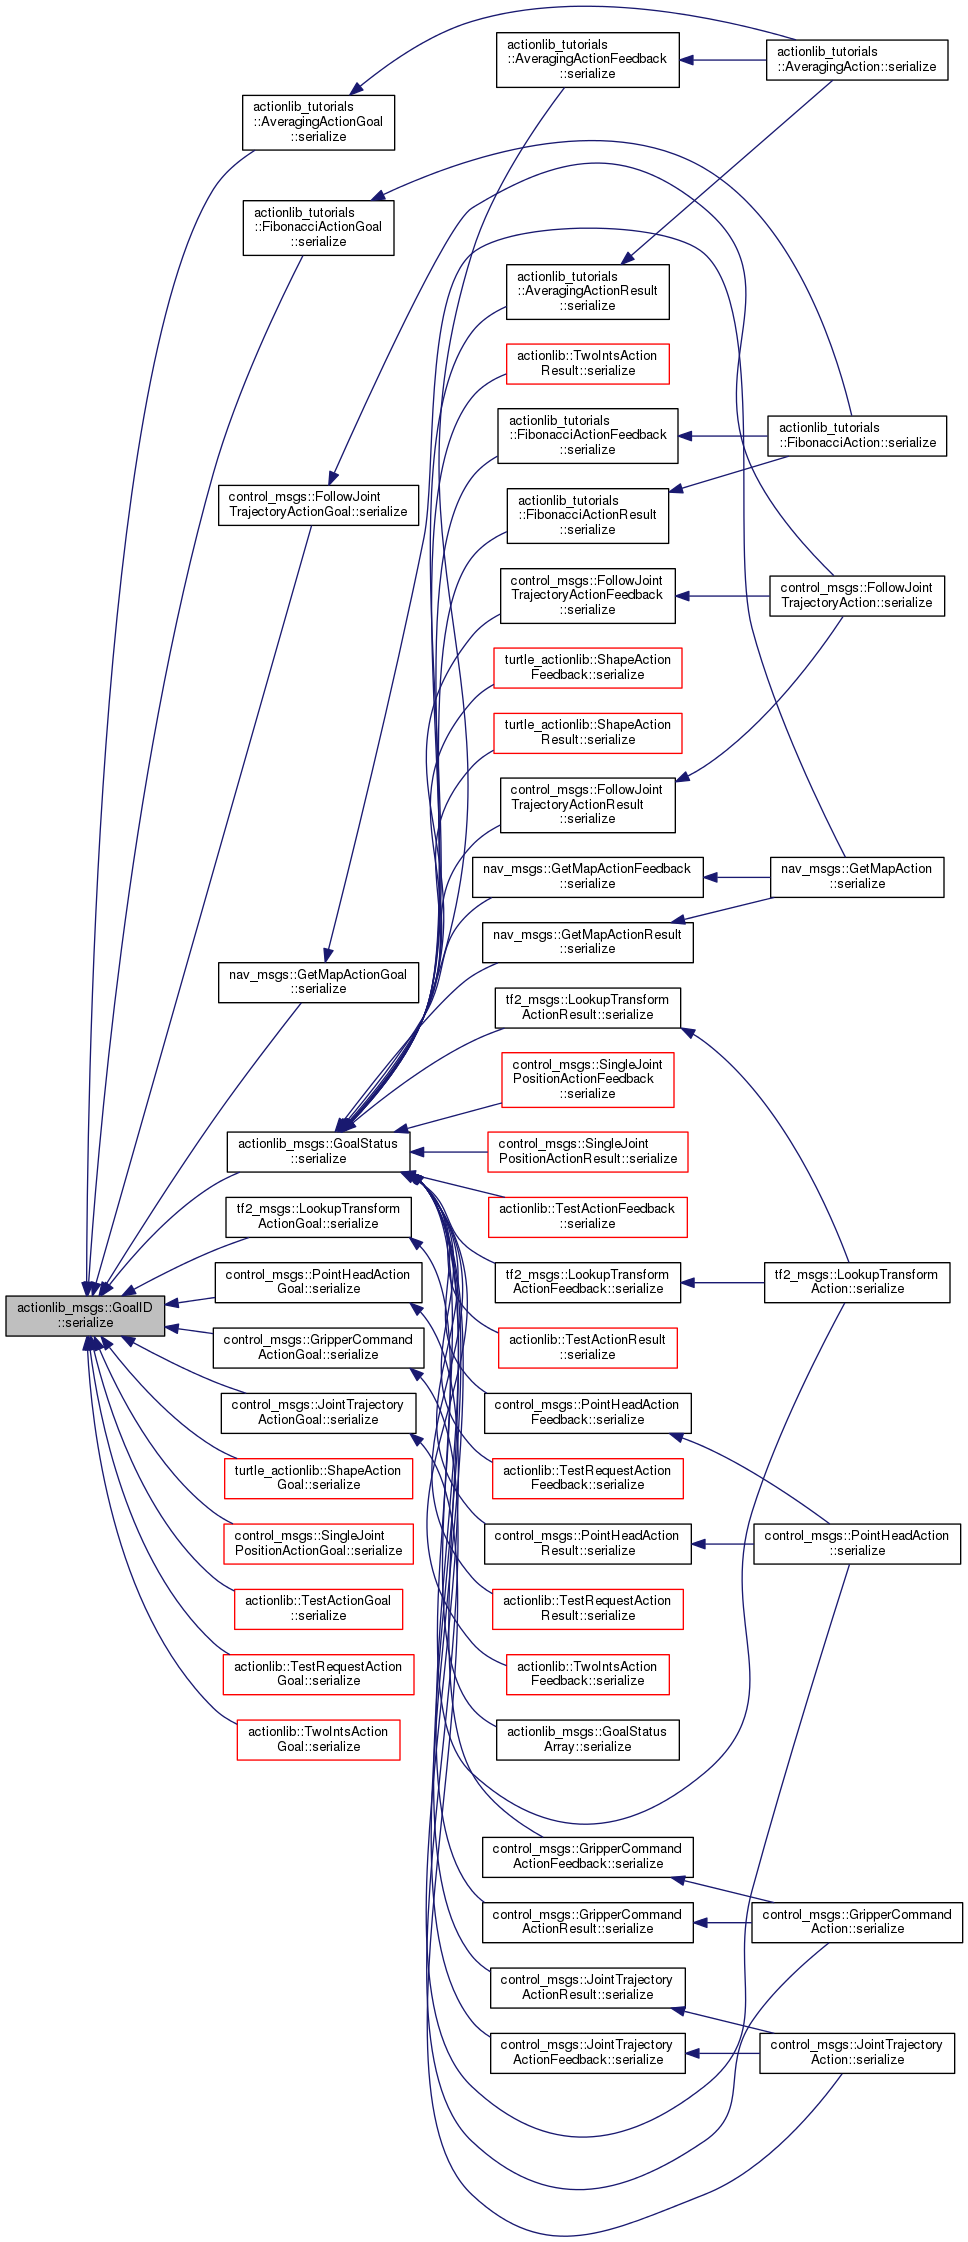 actionlib_msgs::GoalID
::serialize
actionlib_tutorials
::AveragingActionGoal
::serialize
actionlib_tutorials
::FibonacciActionGoal
::serialize
control_msgs::FollowJoint
TrajectoryActionGoal::serialize
nav_msgs::GetMapActionGoal
::serialize
actionlib_msgs::GoalStatus
::serialize
tf2_msgs::LookupTransform
ActionGoal::serialize
control_msgs::PointHeadAction
Goal::serialize
control_msgs::GripperCommand
ActionGoal::serialize
control_msgs::JointTrajectory
ActionGoal::serialize
turtle_actionlib::ShapeAction
Goal::serialize
control_msgs::SingleJoint
PositionActionGoal::serialize
actionlib::TestActionGoal
::serialize
actionlib::TestRequestAction
Goal::serialize
actionlib::TwoIntsAction
Goal::serialize
actionlib_tutorials
::AveragingActionFeedback
::serialize
actionlib_tutorials
::AveragingActionResult
::serialize
actionlib::TwoIntsAction
Result::serialize
actionlib_tutorials
::FibonacciActionFeedback
::serialize
actionlib_tutorials
::FibonacciActionResult
::serialize
control_msgs::FollowJoint
TrajectoryActionFeedback
::serialize
turtle_actionlib::ShapeAction
Feedback::serialize
turtle_actionlib::ShapeAction
Result::serialize
control_msgs::FollowJoint
TrajectoryActionResult
::serialize
nav_msgs::GetMapActionFeedback
::serialize
nav_msgs::GetMapActionResult
::serialize
tf2_msgs::LookupTransform
ActionResult::serialize
control_msgs::SingleJoint
PositionActionFeedback
::serialize
control_msgs::SingleJoint
PositionActionResult::serialize
actionlib::TestActionFeedback
::serialize
tf2_msgs::LookupTransform
ActionFeedback::serialize
actionlib::TestActionResult
::serialize
control_msgs::PointHeadAction
Feedback::serialize
actionlib::TestRequestAction
Feedback::serialize
control_msgs::PointHeadAction
Result::serialize
actionlib::TestRequestAction
Result::serialize
actionlib::TwoIntsAction
Feedback::serialize
actionlib_msgs::GoalStatus
Array::serialize
control_msgs::GripperCommand
ActionFeedback::serialize
control_msgs::GripperCommand
ActionResult::serialize
control_msgs::JointTrajectory
ActionResult::serialize
control_msgs::JointTrajectory
ActionFeedback::serialize
actionlib_tutorials
::AveragingAction::serialize
actionlib_tutorials
::FibonacciAction::serialize
control_msgs::FollowJoint
TrajectoryAction::serialize
nav_msgs::GetMapAction
::serialize
tf2_msgs::LookupTransform
Action::serialize
control_msgs::PointHeadAction
::serialize
control_msgs::GripperCommand
Action::serialize
control_msgs::JointTrajectory
Action::serialize